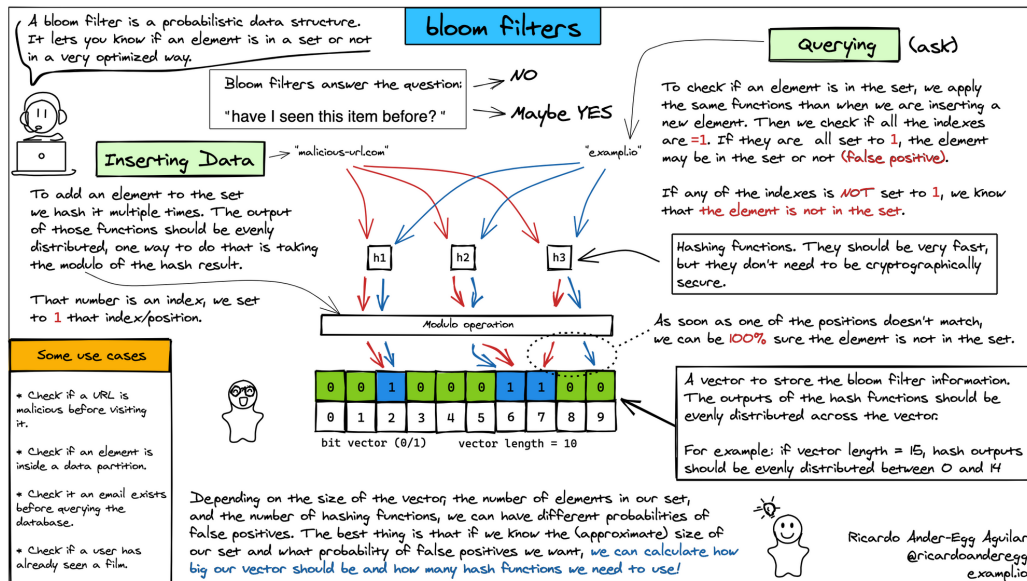 bloom filters
A bloom filter is a probabilistic data structure.
It lets you know if an element is in a set or not
in a very optimized way.
Bloom filters answer the question:
"have I seen this item before? "
NO
Maybe YES
Querying
(ask)
To check if an element is in the set, we apply
the same functions than when we are inserting a
new element. Then we check if all the indexes
are =1. If they are all set to 1, the element
may be in the set or not (false positive).
If any of the indexes is NOT set to 1, we know
that the element is not in the set.
Inserting Data
"malicious-url.com"
"exampl.io"
To add an element to the set
we hash it multiple times. The output
of those functions should be evenly
distributed, one way to do that is taking
the modulo of the hash result.
That number is an index, we set
to 1 that index/position.
h1
h2
h3
Hashing functions. They should be very fast,
but they don't need to be cryptographically
secure.
Modulo operation
As soon as one of the positions doesn't match,
we can be 100% sure the element is not in the set.
0 0 1 0 0 0 1 1 0 0
0 1 2 3 4 5 6 7 8 9
bit vector (0/1)
vector length = 10
A vector to store the bloom filter information.
The outputs of the hash functions should be
evenly distributed across the vector.
For example: if vector length = 15, hash outputs
should be evenly distributed between 0 and 14
Some use cases
* Check if a URL is
malicious before visiting
it.
* Check if an element is
inside a data partition.
* Check it an email exists
before querying the
database.
* Check if a user has
already seen a film.
Depending on the size of the vector, the number of elements in our set,
and the number of hashing functions, we can have different probabilities of
false positives. The best thing is that if we know the (approximate) size of
our set and what probability of false positives we want, we can calculate how
big our vector should be and how many hash functions we need to use!
Ricardo Ander-Egg Aguilar
@ricardoanderegg
exampl.io